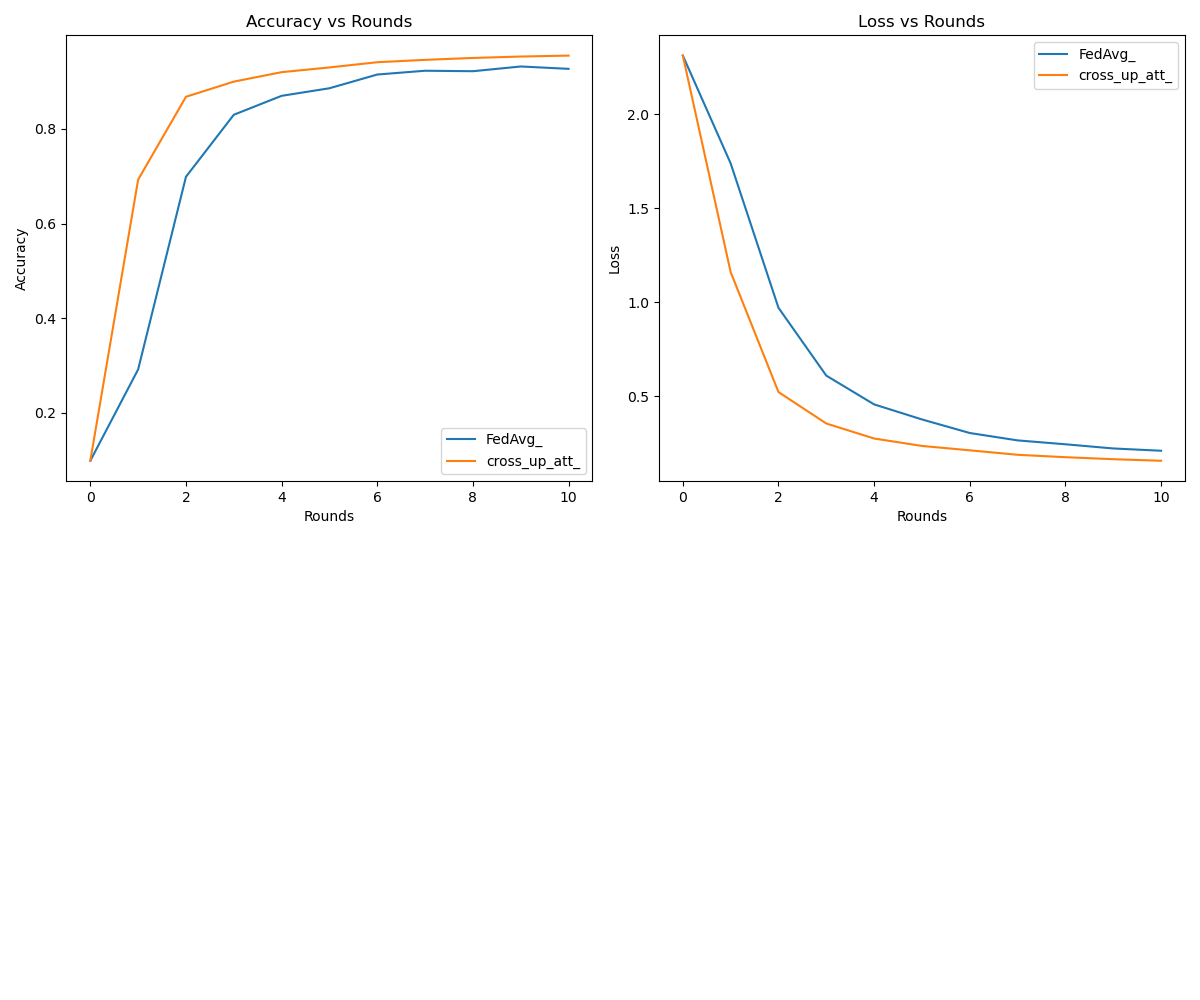 Accuracy vs Rounds
Accuracy
0.8
0.6
0.4
0.2
0 2 4 6 8 10
Rounds
FedAvg_
cross_up_att_
Loss vs Rounds
Loss
2.0
1.5
1.0
0.5
0 2 4 6 8 10
Rounds
FedAvg_
cross_up_att_